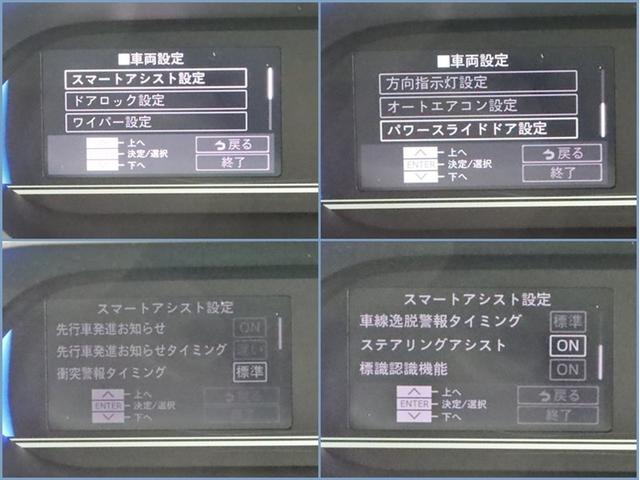 ■車両設定
スマートアシスト設定
ドアロック設定
ワイパー設定
上へ
ENTER 決定/選択
下へ
戻る
終了
■車両設定
方向指示灯設定
オートエアコン設定
パワースライドドア設定
上へ
ENTER 決定/選択
下へ
戻る
終了
スマートアシスト設定
先行車発進お知らせ ON
先行車発進お知らせタイミング 遅い
衝突警報タイミング 標準
上へ
ENTER 決定/選択
下へ
戻る
スマートアシスト設定
車線逸脱警報タイミング 標準
ステアリングアシスト ON
標識認識機能 ON
上へ
ENTER 決定/選択
下へ
戻る
終了